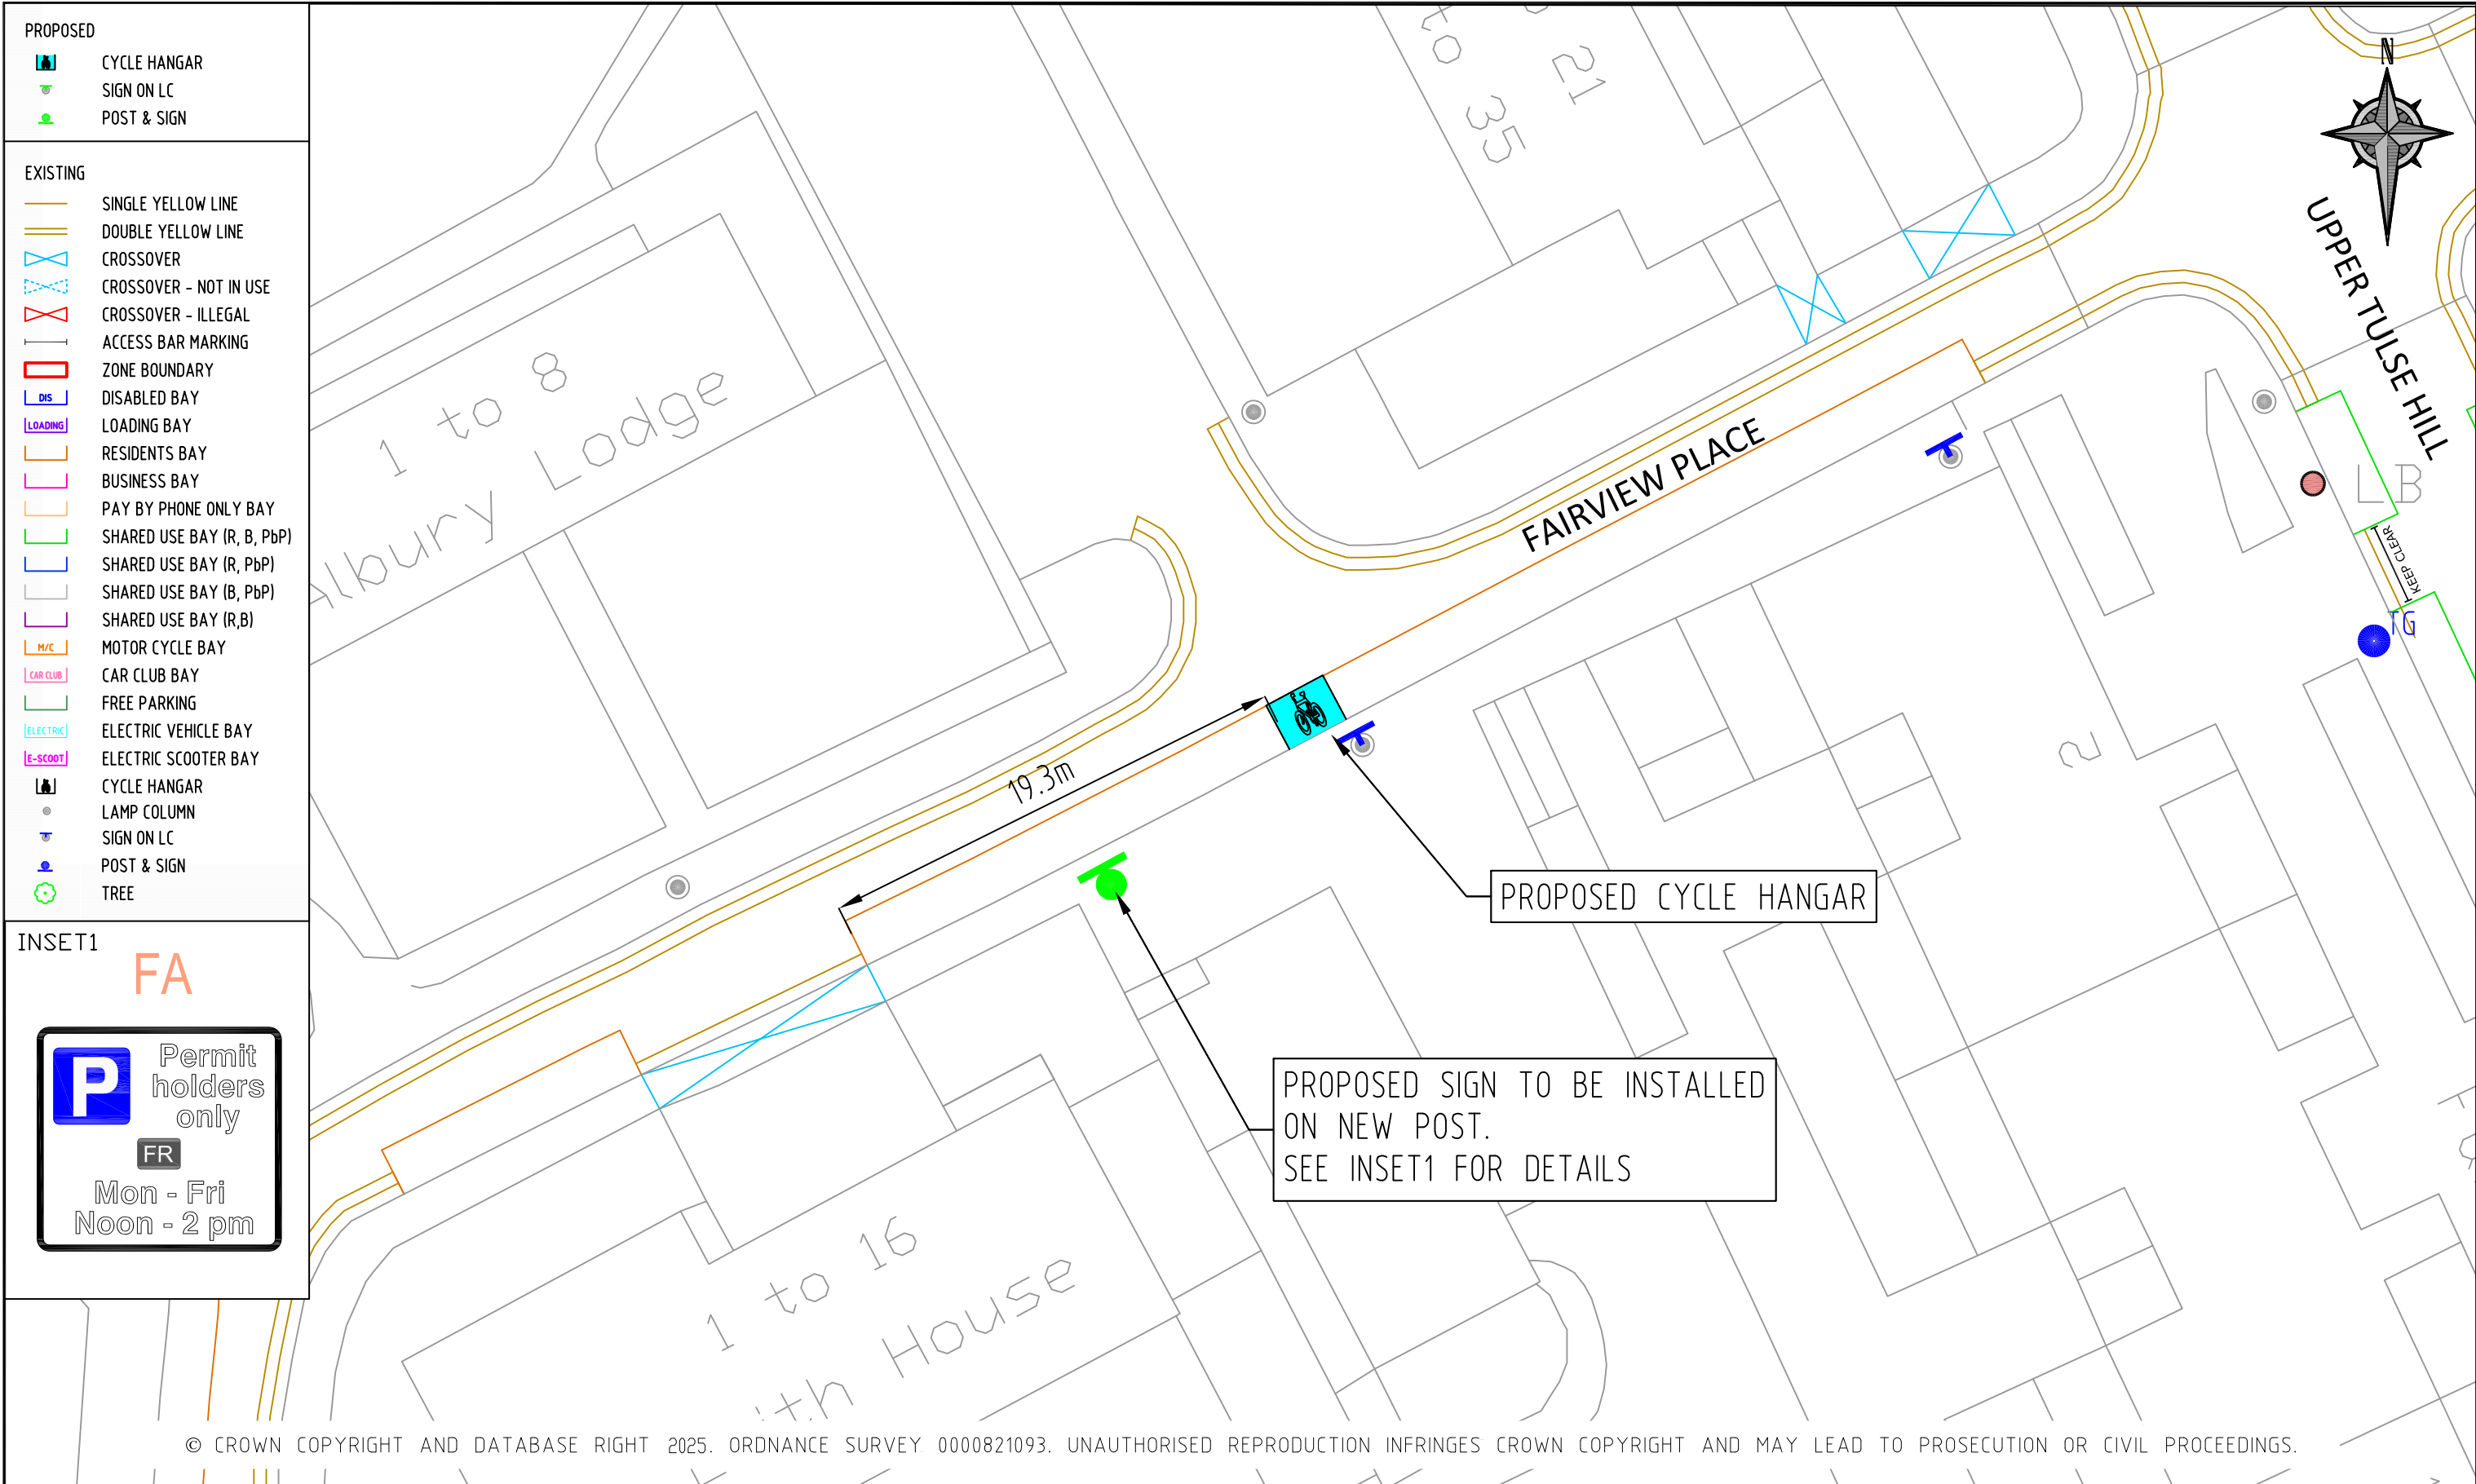 PROPOSED
CYCLE HANGAR
SIGN ON LC
POST & SIGN
EXISTING
SINGLE YELLOW LINE
DOUBLE YELLOW LINE
CROSSOVER
CROSSOVER - NOT IN USE
CROSSOVER - ILLEGAL
ACCESS BAR MARKING
ZONE BOUNDARY
DIS DISABLED BAY
LOADING LOADING BAY
RESIDENTS BAY
BUSINESS BAY
PAY BY PHONE ONLY BAY
SHARED USE BAY (R, B, PbP)
SHARED USE BAY (R, PbP)
SHARED USE BAY (B, PbP)
SHARED USE BAY (R,B)
M/C MOTOR CYCLE BAY
CAR CLUB CAR CLUB BAY
FREE PARKING
ELECTRIC ELECTRIC VEHICLE BAY
E-SCOOT ELECTRIC SCOOTER BAY
CYCLE HANGAR
LAMP COLUMN
SIGN ON LC
POST & SIGN
TREE
INSET1
FA
P
Permit
holders
only
FR
Mon - Fri
Noon - 2 pm
1 to 8
Lodge
35
21
N
UPPER TULSE HILL
FAIRVIEW PLACE
LB
KEEP CLEAR
TG
19.3m
2
PROPOSED CYCLE HANGAR
PROPOSED SIGN TO BE INSTALLED
ON NEW POST.
SEE INSET1 FOR DETAILS
1 to 16
House
© CROWN COPYRIGHT AND DATABASE RIGHT 2025. ORDNANCE SURVEY 0000821093. UNAUTHORISED REPRODUCTION INFRINGES CROWN COPYRIGHT AND MAY LEAD TO PROSECUTION OR CIVIL PROCEEDINGS.